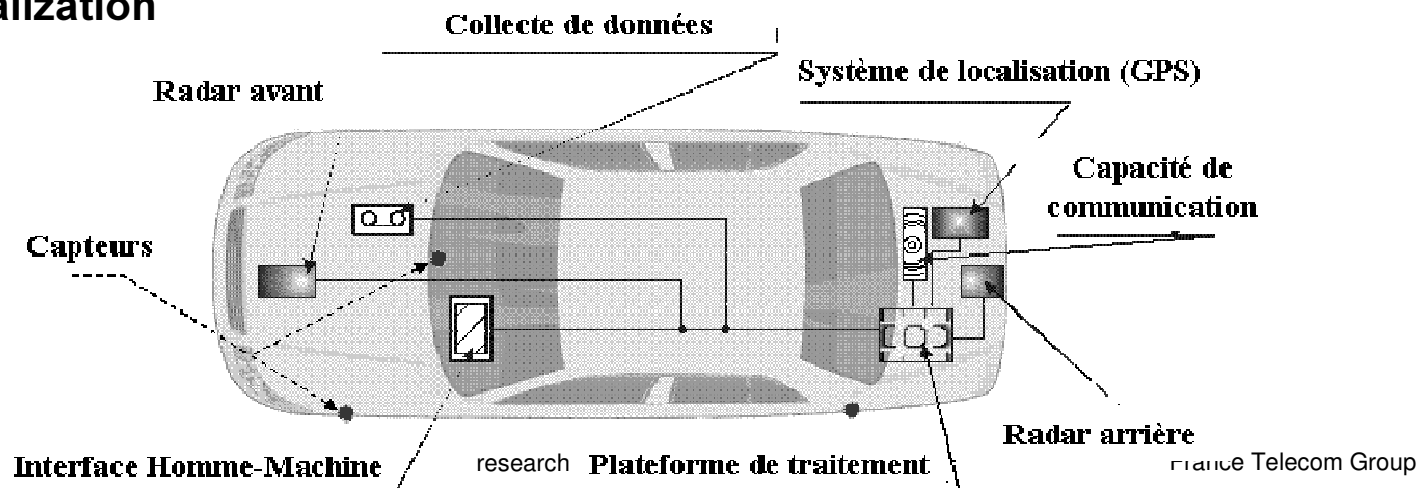 alization
Collecte de données
Système de localisation (GPS)
Radar avant
Capacité de
communication
Capteurs
Radar arrière
Interface Homme-Machine
research
Plateforme de traitement
France Telecom Group